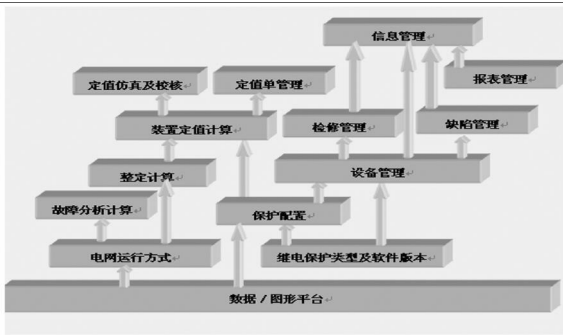 信息管理
报表管理
定值仿真及校核
定值单管理
装置定值计算
检修管理
缺陷管理
整定计算
设备管理
故障分析计算
保护配置
电网运行方式
继电保护类型及软件版本
数据/图形平台